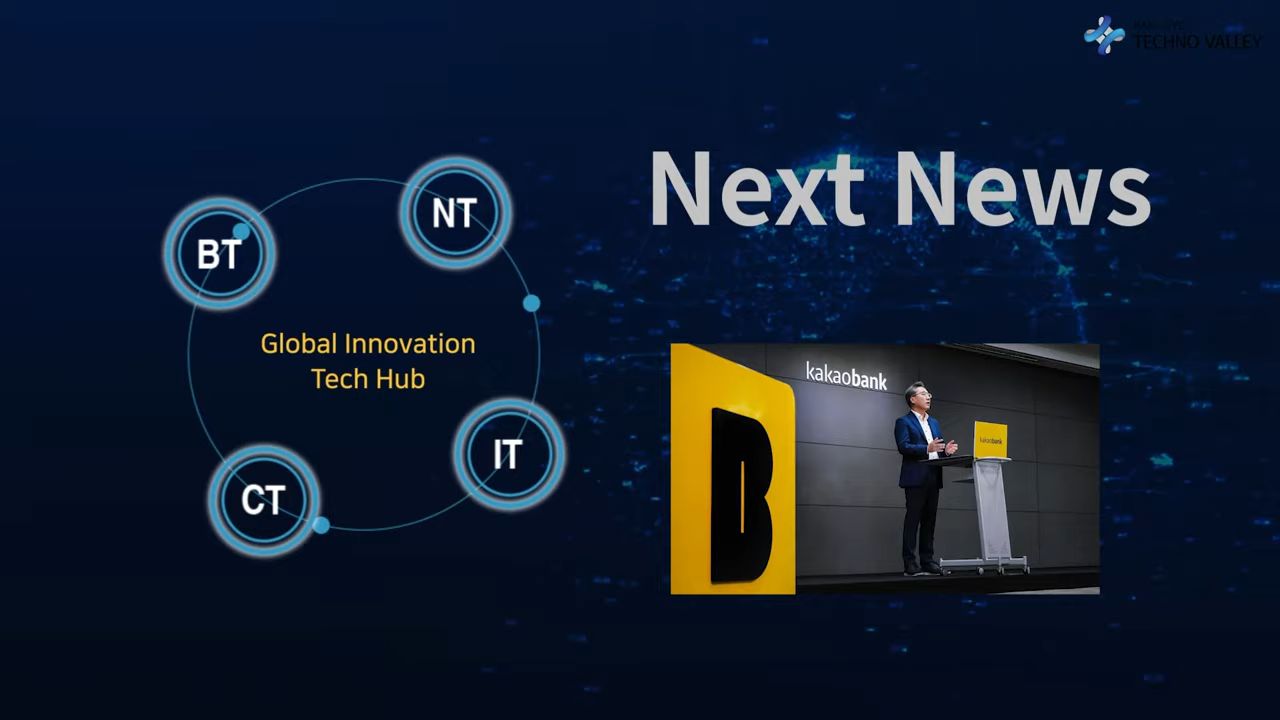 TECHNO VALLEY
Next News
NT
BT
Global Innovation
Tech Hub
IT
CT
kakaobank
kakaobank
B